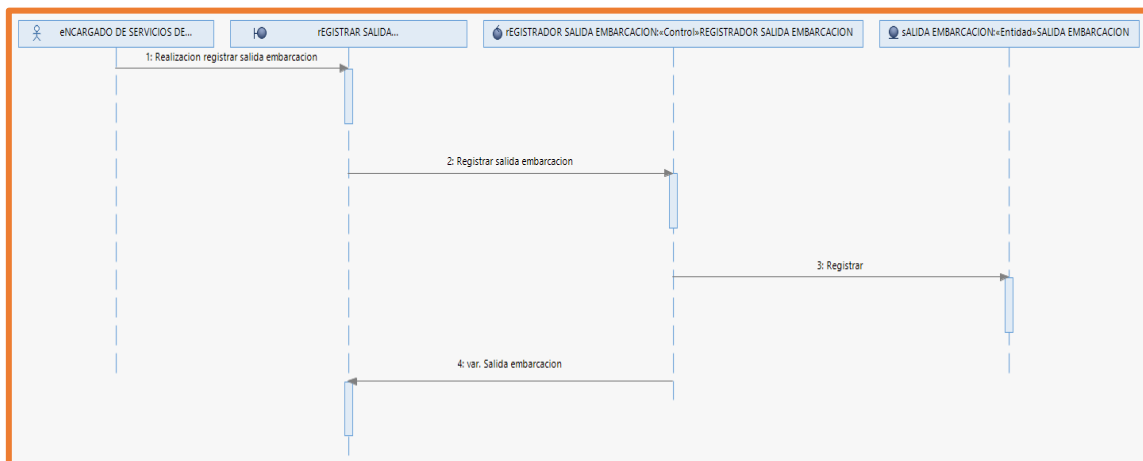 eNCARGADO DE SERVICIOS DE...
rEGISTRAR SALIDA...
rEGISTRADOR SALIDA EMBARCACION:«Control»REGISTRADOR SALIDA EMBARCACION
sALIDA EMBARCACION:«Entidad»SALIDA EMBARCACION
1: Realizacion registrar salida embarcacion
2: Registrar salida embarcacion
3: Registrar
4: var. Salida embarcacion